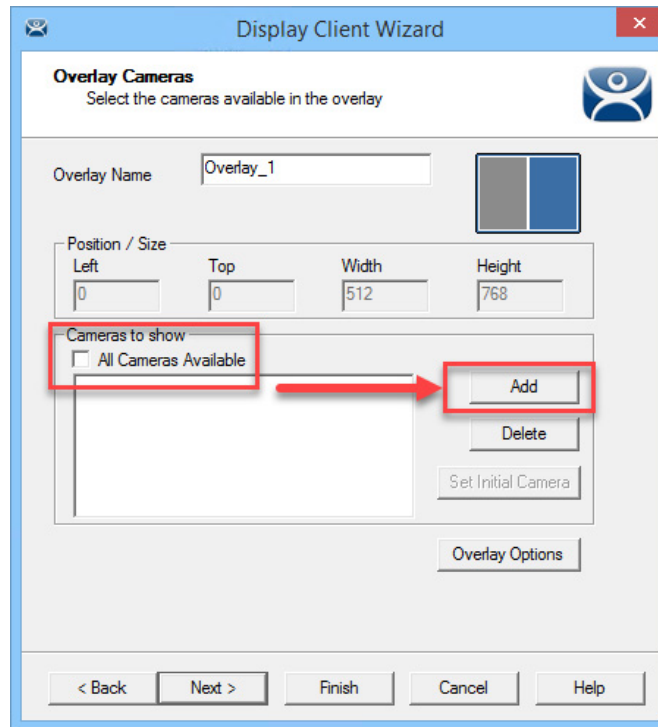 Display Client Wizard
Overlay Cameras
Select the cameras available in the overlay
Overlay Name Overlay_1
Position / Size
Left Top Width Height
0 0 512 768
Cameras to show
All Cameras Available
Add
Delete
Set Initial Camera
Overlay Options
< Back Next > Finish Cancel Help